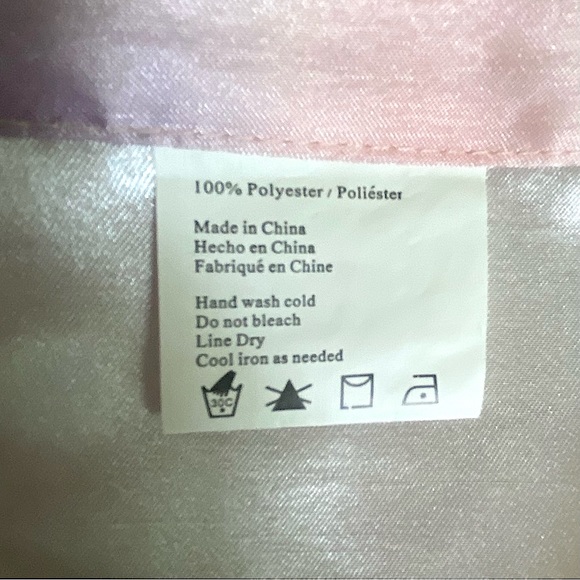 100% Polyester / Poliéster
Made in China
Hecho en China
Fabriqué en Chine
Hand wash cold
Do not bleach
Line Dry
Cool iron as needed
30C